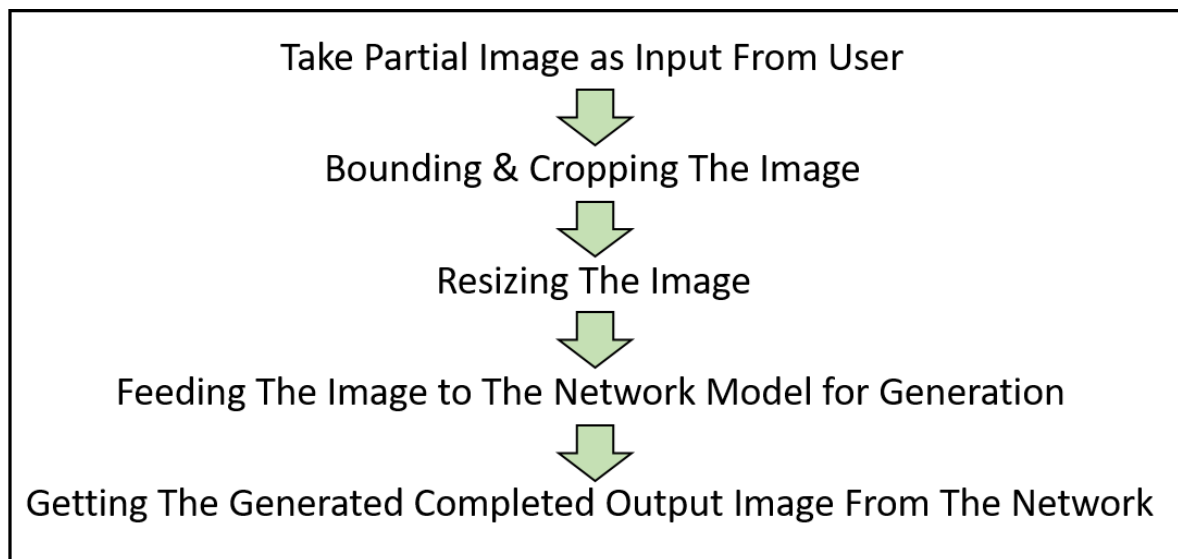 Take Partial Image as Input From User
Bounding & Cropping The Image
Resizing The Image
Feeding The Image to The Network Model for Generation
Getting The Generated Completed Output Image From The Network